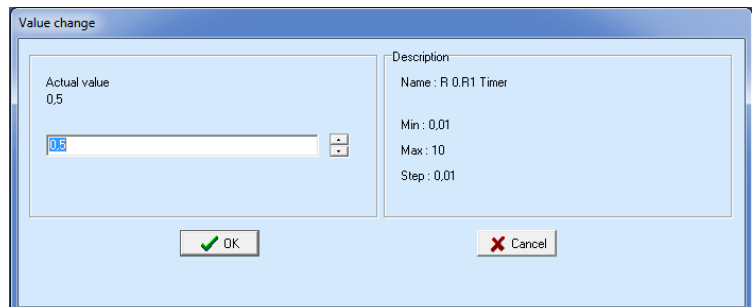 Value change
Actual value
0,5
0,5
Description
Name : R 0.R1 Timer
Min : 0,01
Max : 10
Step : 0,01
OK
Cancel